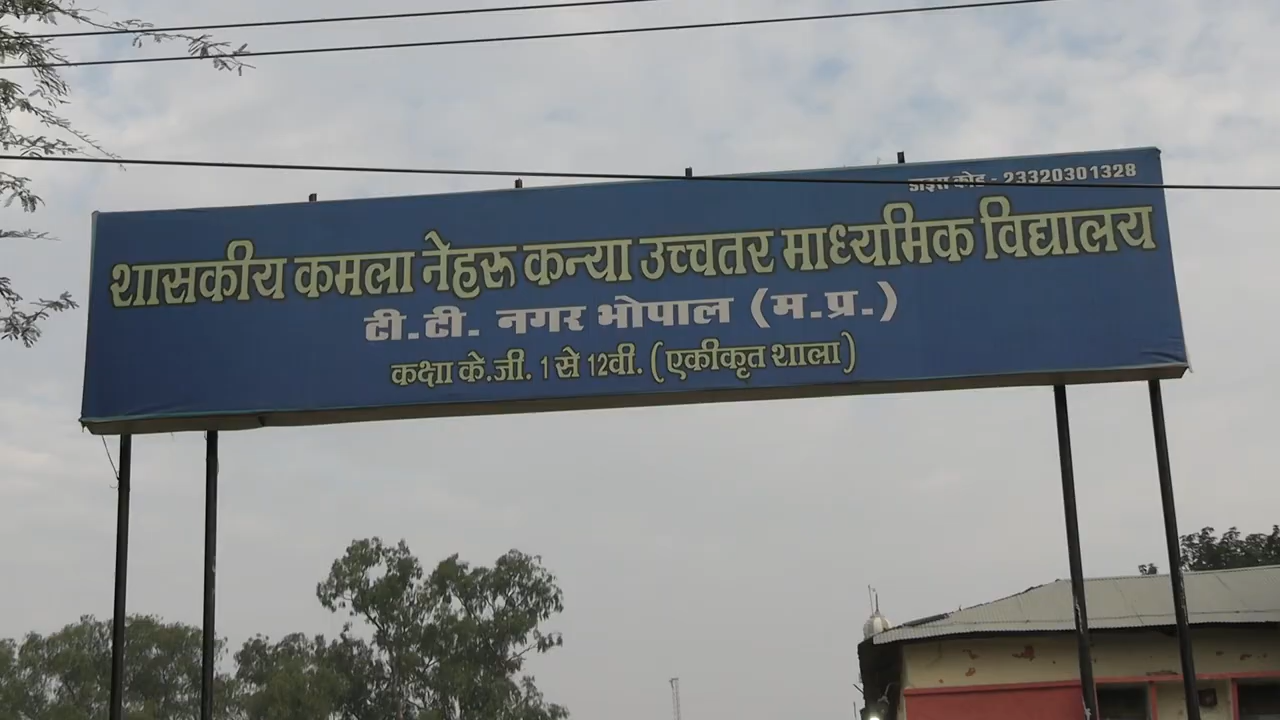 डाइस कोड - 23320301328
शासकीय कमला नेहरू कन्या उच्चतर माध्यमिक विद्यालय
टी.टी. नगर भोपाल (म.प्र.)
कक्षा के.जी. 1 से 12वी. (एकीकृत शाला)